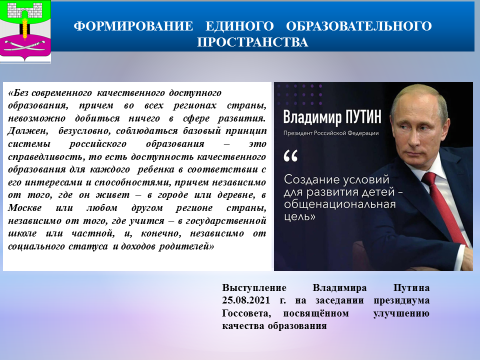 ФОРМИРОВАНИЕ ЕДИНОГО ОБРАЗОВАТЕЛЬНОГО
ПРОСТРАНСТВА
«Без современного качественного доступного
образования, причем во всех регионах страны,
невозможно добиться ничего в сфере развития.
Должен, безусловно, соблюдаться базовый принцип
системы российского образования – это
справедливость, то есть доступность качественного
образования для каждого ребенка в соответствии с
его интересами и способностями, причем независимо
от того, где он живет – в городе или деревне, в
Москве или любом другом регионе страны,
независимо от того, где учится – в государственной
школе или частной, и, конечно, независимо от
социального статуса и доходов родителей»
Владимир ПУТИН
Президент Российской Федерации
“
Создание условий
для развития детей –
общенациональная
цель»
Выступление Владимира Путина
25.08.2021 г. на заседании президиума
Госсовета, посвящённом улучшению
качества образования